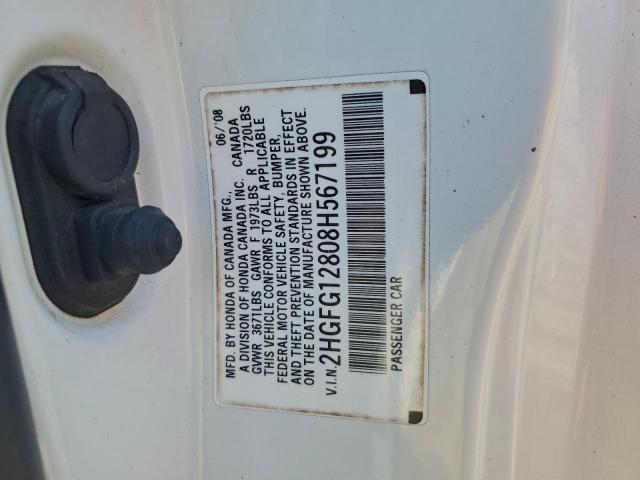 MFD. BY HONDA OF CANADA MFG., 06/'08
A DIVISION OF HONDA CANADA INC. CANADA
GVWR 3671LBS GAWR F 1973LBS R 1720LBS
THIS VEHICLE CONFORMS TO ALL APPLICABLE
FEDERAL MOTOR VEHICLE SAFETY, BUMPER,
AND THEFT PREVENTION STANDARDS IN EFFECT
ON THE DATE OF MANUFACTURE SHOWN ABOVE.
V.I.N. 2HGFG12808H567199
PASSENGER CAR